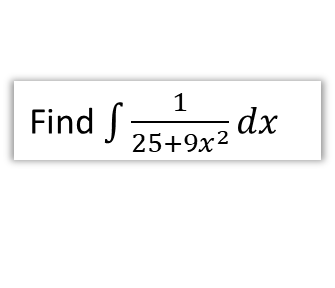 Find ∫ 1/(25+9x²) dx